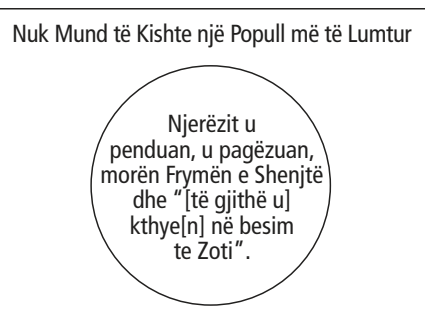 Nuk Mund të Kishte një Popull më të Lumtur
Njerëzit u
penduan, u pagëzuan,
morën Frymën e Shenjtë
dhe “[të gjithë u]
kthye[n] në besim
te Zoti”.